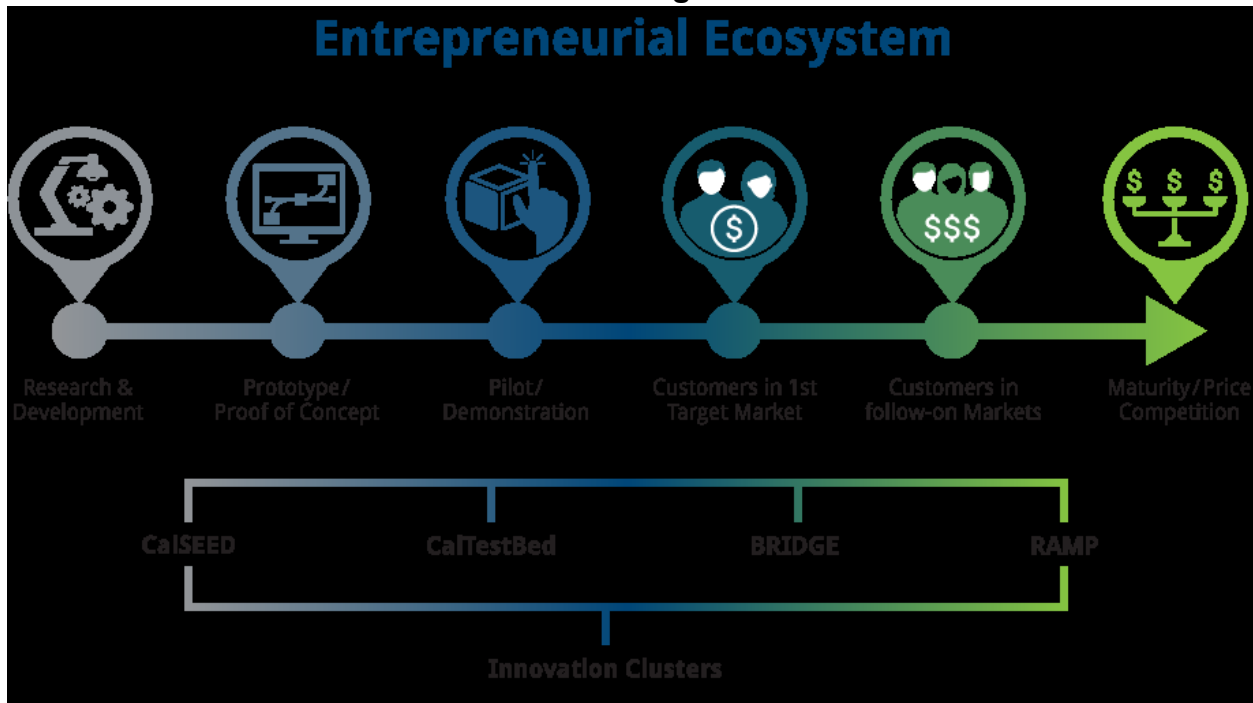 Entrepreneurial Ecosystem
$ $ $
$
$$$
Research &
Development
Prototype/
Proof of Concept
Pilot/
Demonstration
Customers in 1st
Target Market
Customers in
follow-on Markets
Maturity/Price
Competition
CalSEED
CalTestBed
BRIDGE
RAMP
Innovation Clusters